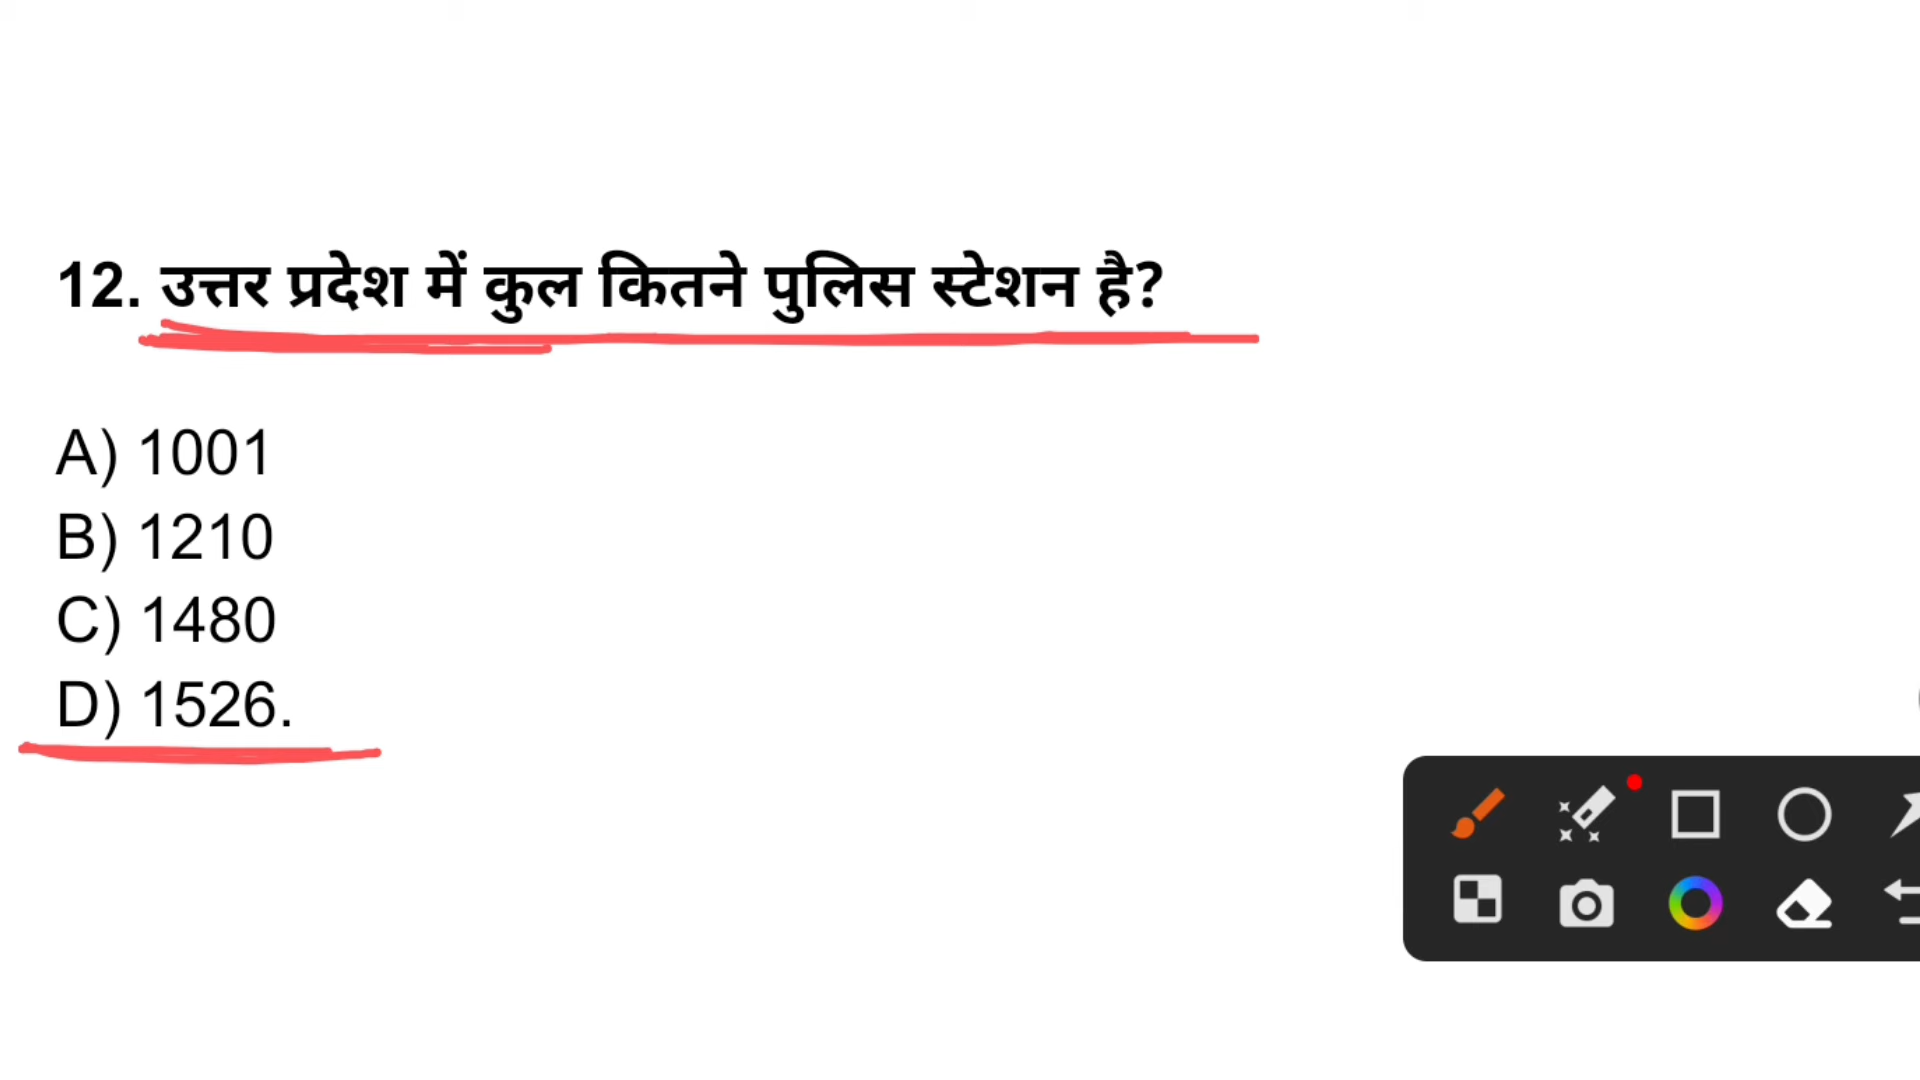 12. उत्तर प्रदेश में कुल कितने पुलिस स्टेशन है?
A) 1001
B) 1210
C) 1480
D) 1526.